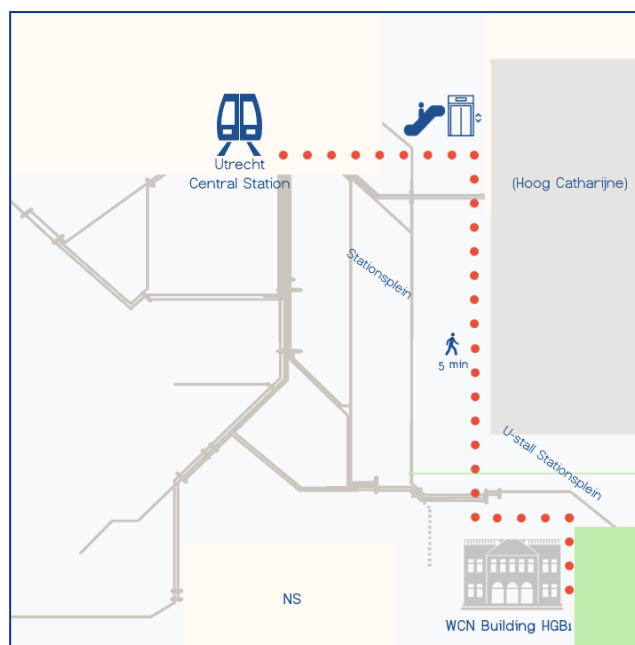 Utrecht
Central Station
(Hoog Catharijne)
Stationsplein
5 min
U-stall Stationsplein
NS
WCN Building HGB1